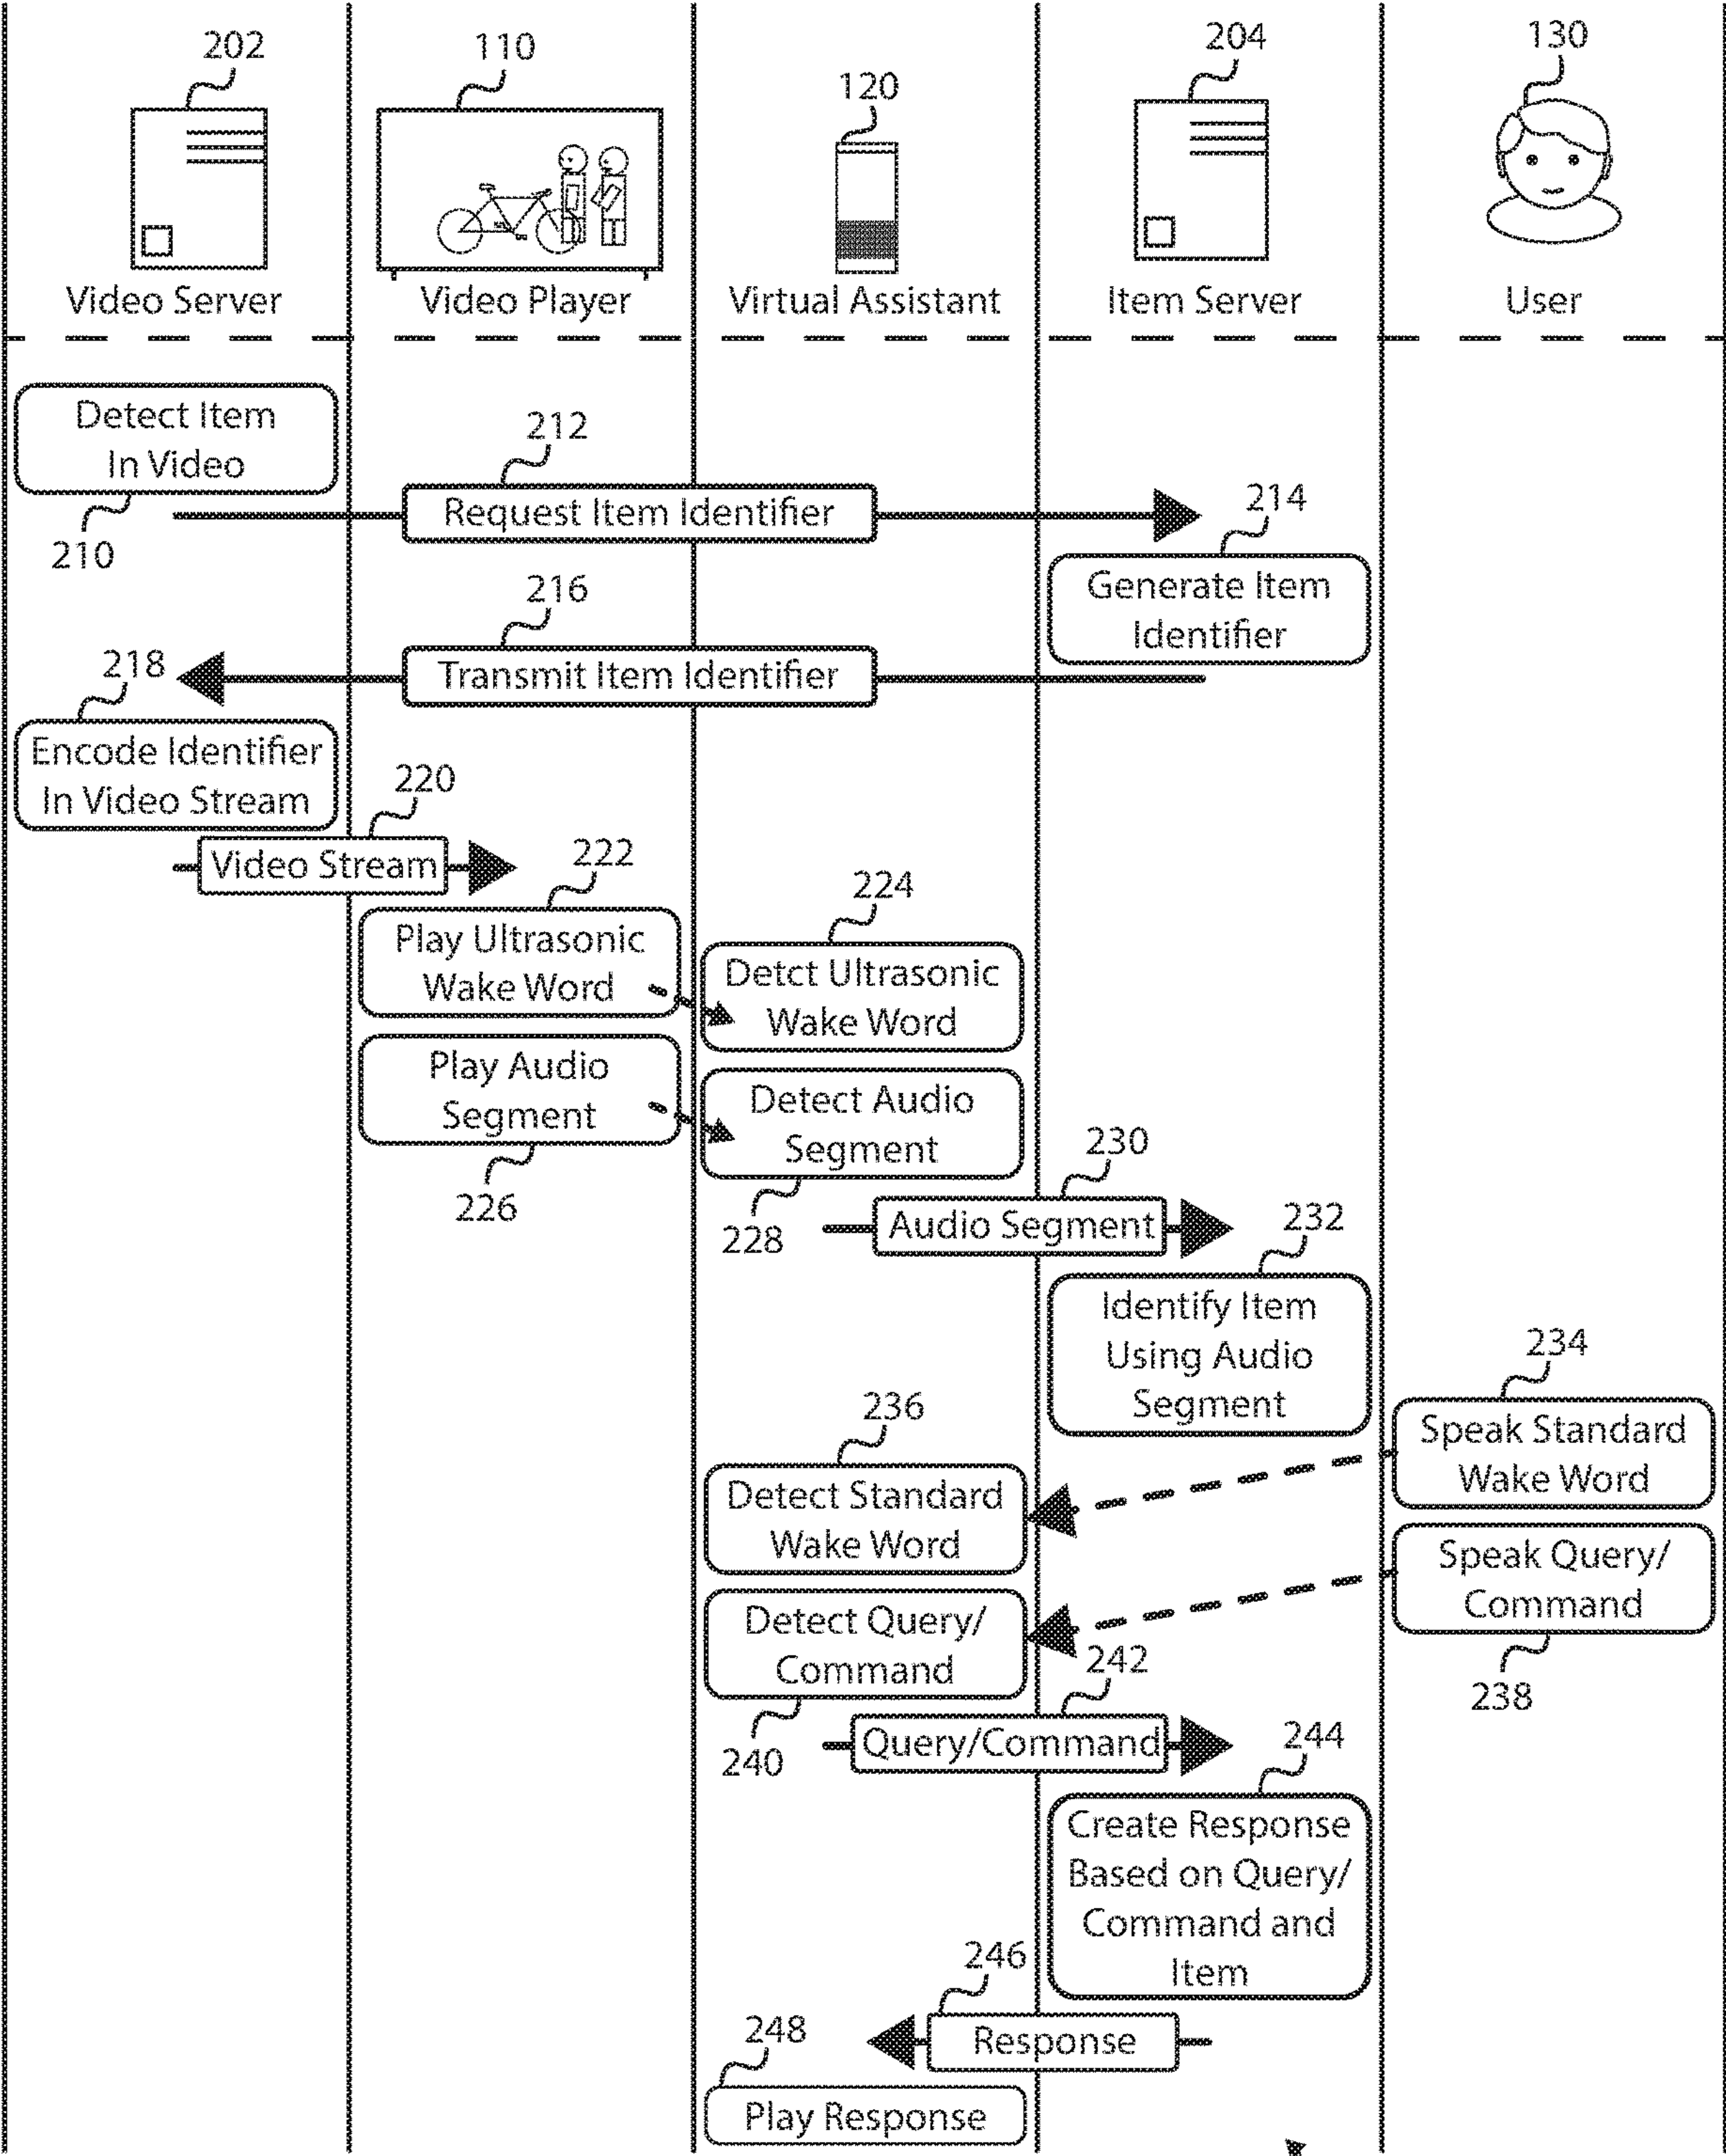 202
110
120
204
130
Video Server
Video Player
Virtual Assistant
Item Server
User
Detect Item
In Video
210
212
Request Item Identifier
214
Generate Item
Identifier
216
Transmit Item Identifier
218
Encode Identifier
In Video Stream
220
Video Stream
222
Play Ultrasonic
Wake Word
224
Detct Ultrasonic
Wake Word
Play Audio
Segment
226
Detect Audio
Segment
228
230
Audio Segment
232
Identify Item
Using Audio
Segment
234
Speak Standard
Wake Word
236
Detect Standard
Wake Word
Speak Query/
Command
238
Detect Query/
Command
240
242
Query/Command
244
Create Response
Based on Query/
Command and
Item
246
Response
248
Play Response